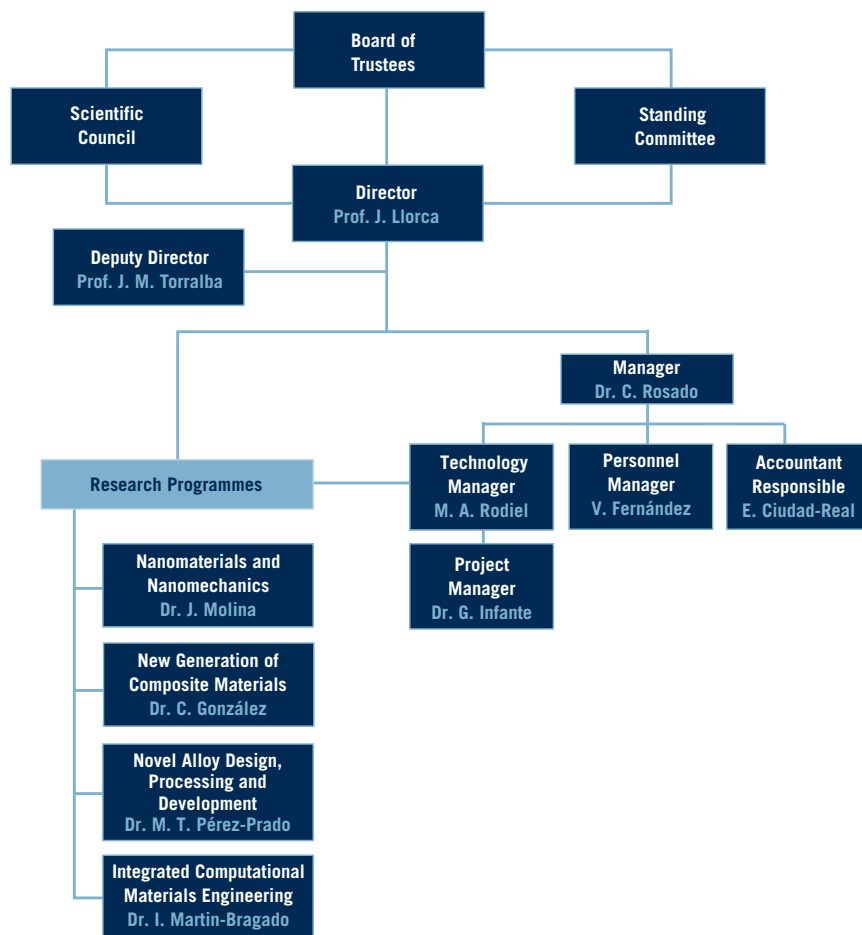 Board of
Trustees
Scientific
Council
Standing
Committee
Director
Prof. J. Llorca
Deputy Director
Prof. J. M. Torralba
Manager
Dr. C. Rosado
Research Programmes
Technology
Manager
M. A. Rodiel
Personnel
Manager
V. Fernández
Accountant
Responsible
E. Ciudad-Real
Project
Manager
Dr. G. Infante
Nanomaterials and
Nanomechanics
Dr. J. Molina
New Generation of
Composite Materials
Dr. C. González
Novel Alloy Design,
Processing and
Development
Dr. M. T. Pérez-Prado
Integrated Computational
Materials Engineering
Dr. I. Martin-Bragado